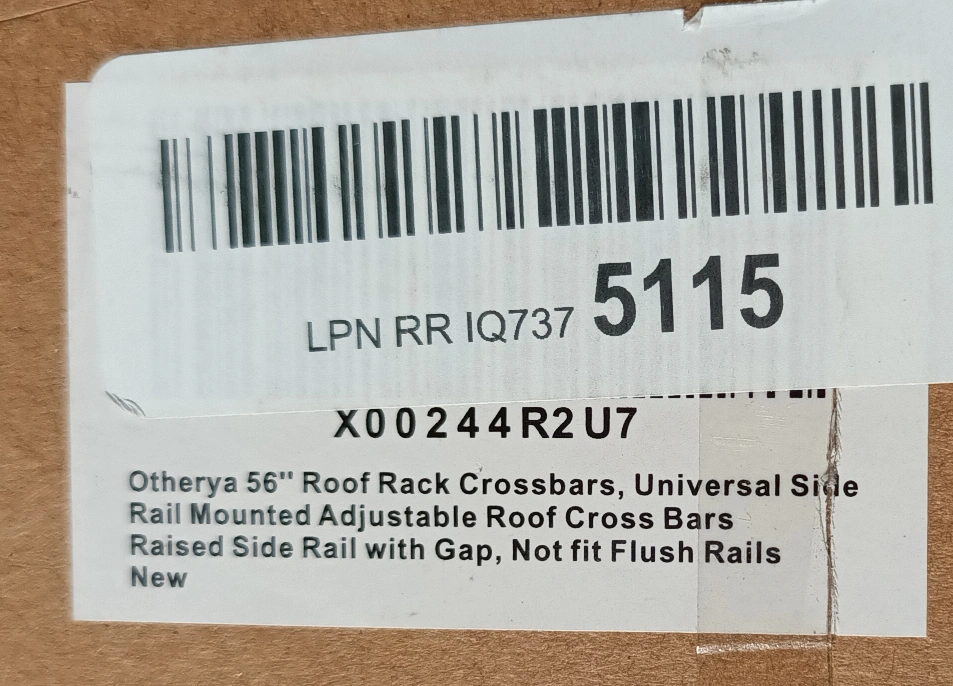 LPN RR IQ737 5115
X00244R2U7
Otherya 56" Roof Rack Crossbars, Universal Side
Rail Mounted Adjustable Roof Cross Bars
Raised Side Rail with Gap, Not fit Flush Rails
New